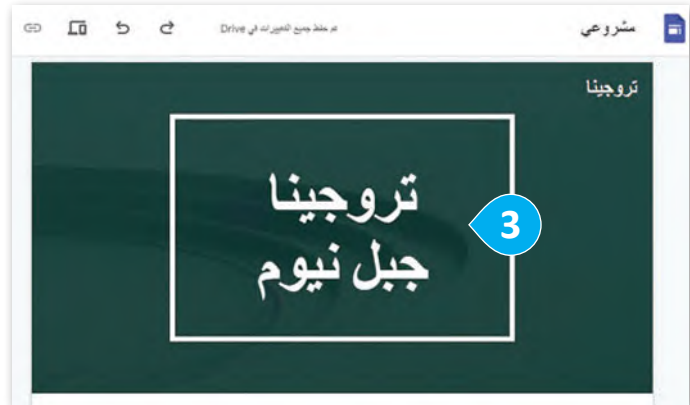 مشروعي
تم حفظ جميع التغييرات في Drive
تروجينا
تروجينا
جبل نيوم
3